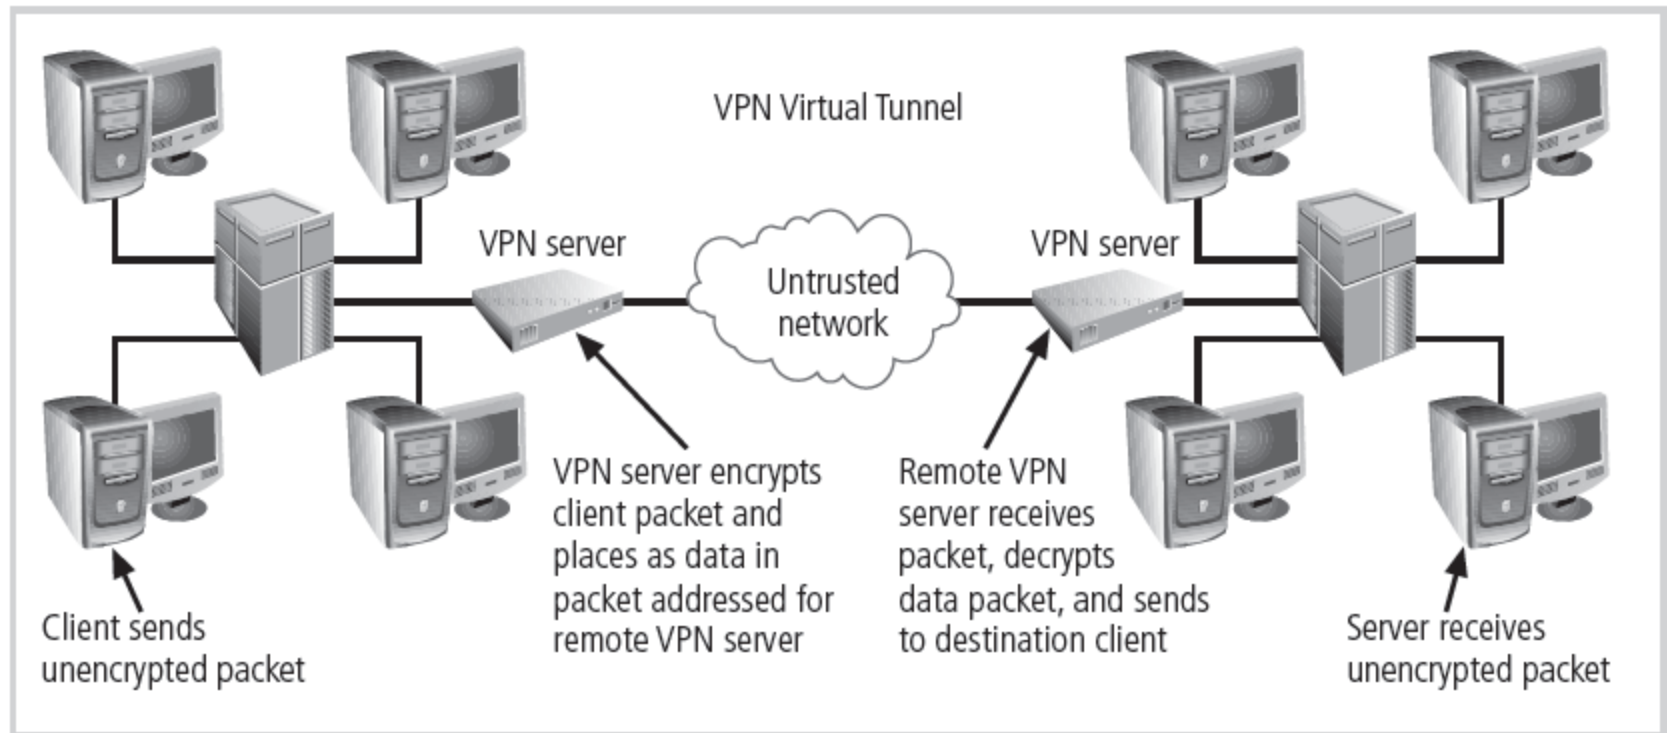 VPN Virtual Tunnel
VPN server
Untrusted
network
VPN server
Client sends
unencrypted packet
VPN server encrypts
client packet and
places as data in
packet addressed for
remote VPN server
Remote VPN
server receives
packet, decrypts
data packet, and sends
to destination client
Server receives
unencrypted packet